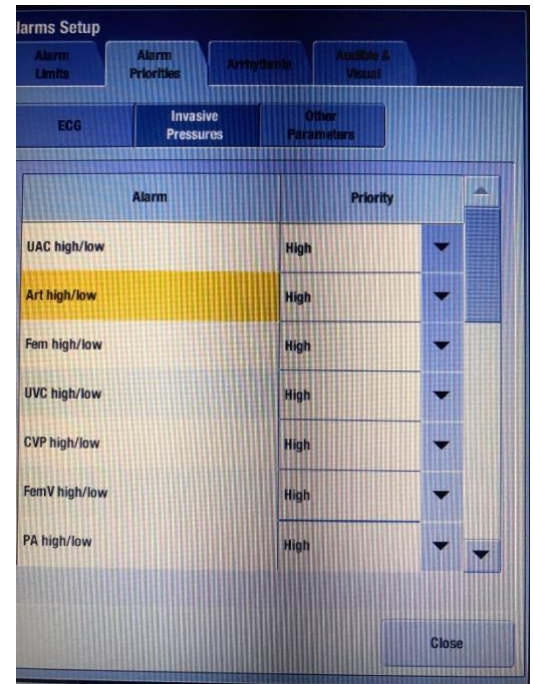 larms Setup
Alarm
Limits
Alarm
Priorities
Arrhythmia
Audible &
Visual
ECG
Invasive
Pressures
Other
Parameters
Alarm Priority
UAC high/low High
Art high/low High
Fem high/low High
UVC high/low High
CVP high/low High
FemV high/low High
PA high/low High
Close